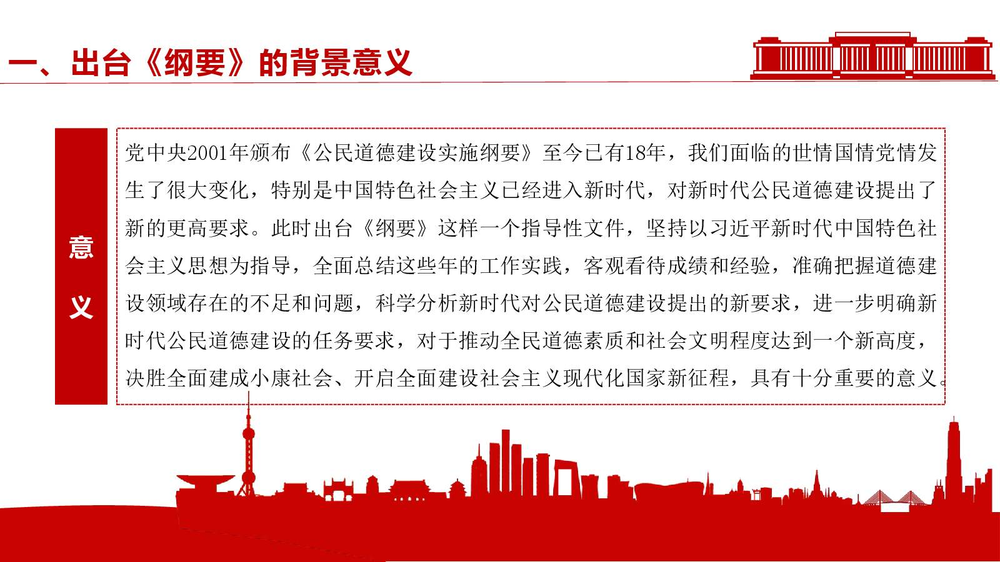 一、出台《纲要》的背景意义
意
义
党中央2001年颁布《公民道德建设实施纲要》至今已有18年，我们面临的世情国情党情发
生了很大变化，特别是中国特色社会主义已经进入新时代，对新时代公民道德建设提出了
新的更高要求。此时出台《纲要》这样一个指导性文件，坚持以习近平新时代中国特色社
会主义思想为指导，全面总结这些年的工作实践，客观看待成绩和经验，准确把握道德建
设领域存在的不足和问题，科学分析新时代对公民道德建设提出的新要求，进一步明确新
时代公民道德建设的任务要求，对于推动全民道德素质和社会文明程度达到一个新高度，
决胜全面建成小康社会、开启全面建设社会主义现代化国家新征程，具有十分重要的意义。